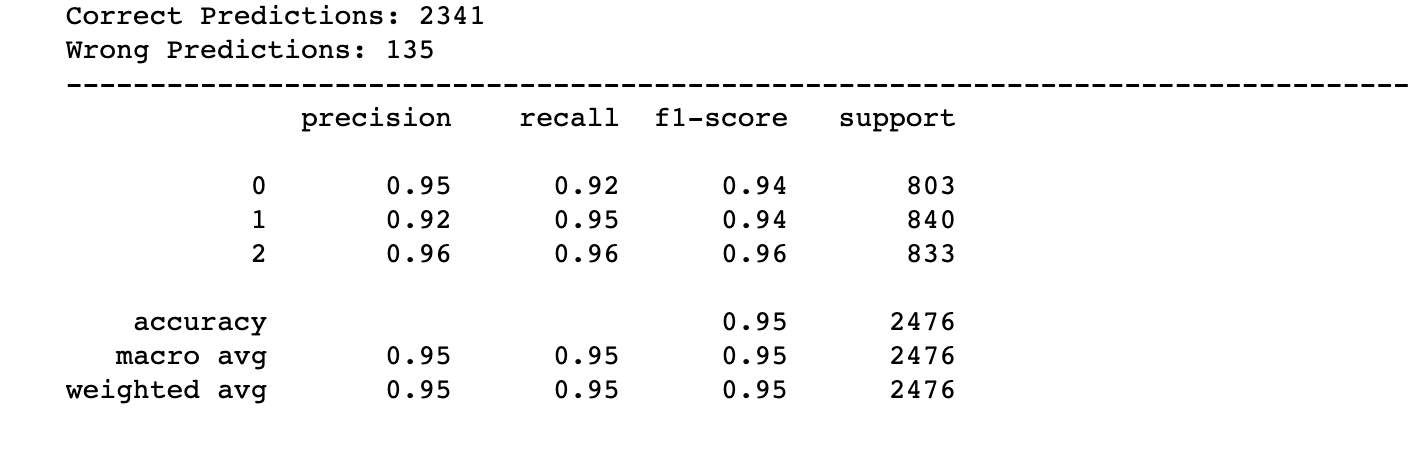 Correct Predictions: 2341
Wrong Predictions: 135
--------------------------------------------------------------------------------
precision recall f1-score support
0 0.95 0.92 0.94 803
1 0.92 0.95 0.94 840
2 0.96 0.96 0.96 833
accuracy 0.95 2476
macro avg 0.95 0.95 0.95 2476
weighted avg 0.95 0.95 0.95 2476